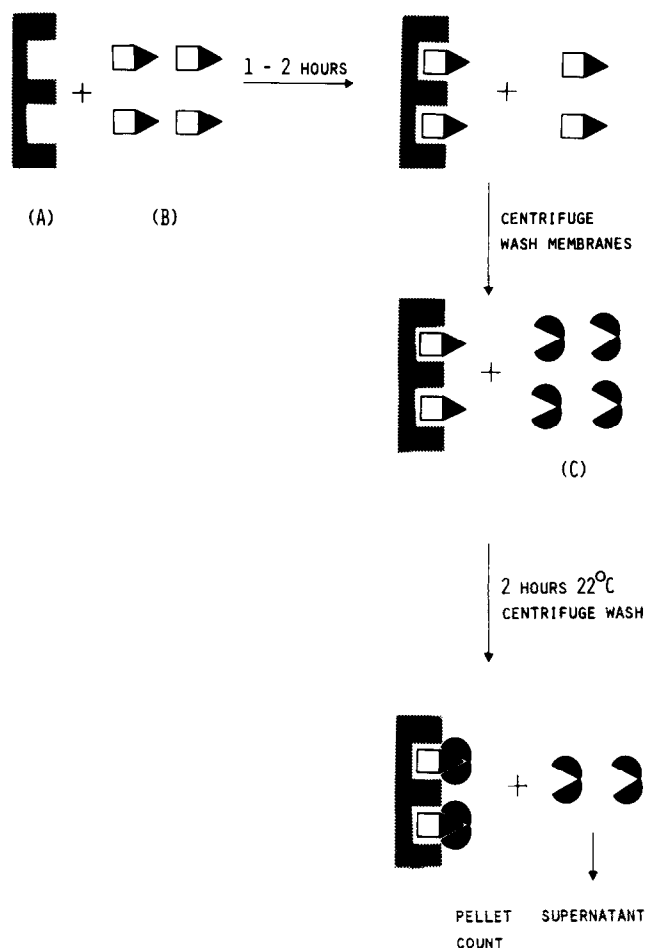 1 - 2 HOURS
+
+
(A)
(B)
CENTRIFUGE
WASH MEMBRANES
+
(C)
2 HOURS 22°C
CENTRIFUGE WASH
+
PELLET SUPERNATANT
COUNT